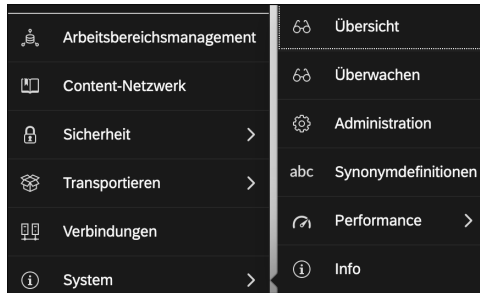 Arbeitsbereichsmanagement
Content-Netzwerk
Sicherheit
Transportieren
Verbindungen
System
Übersicht
Überwachen
Administration
abc Synonymdefinitionen
Performance
Info